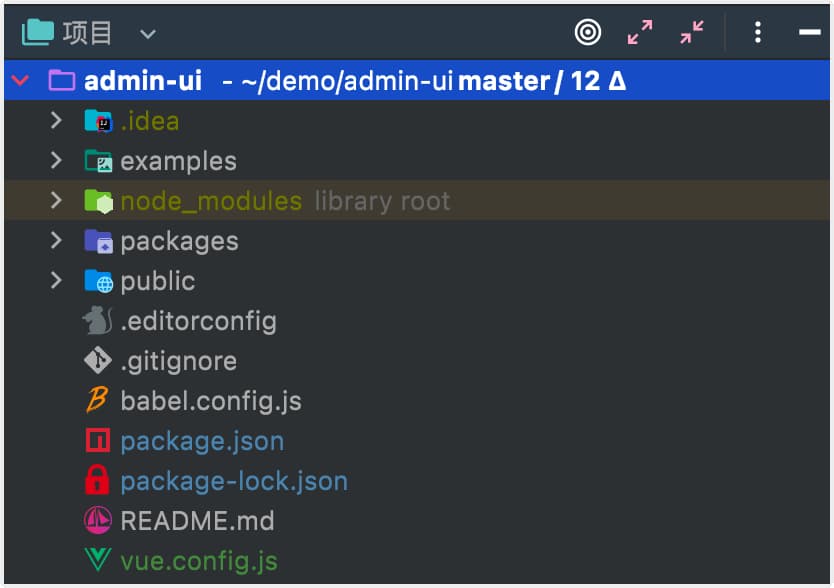 项目
admin-ui - ~/demo/admin-ui master / 12 Δ
.idea
examples
node_modules library root
packages
public
.editorconfig
.gitignore
babel.config.js
package.json
package-lock.json
README.md
vue.config.js